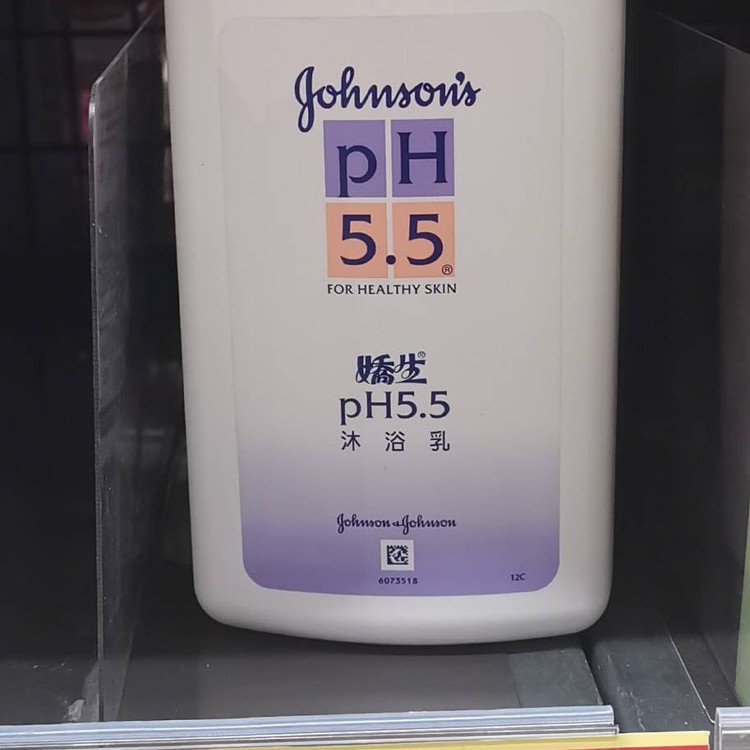 Johnson's
pH
5.5®
FOR HEALTHY SKIN
嬌生®
pH5.5
沐浴乳
Johnson & Johnson
6073518
12C